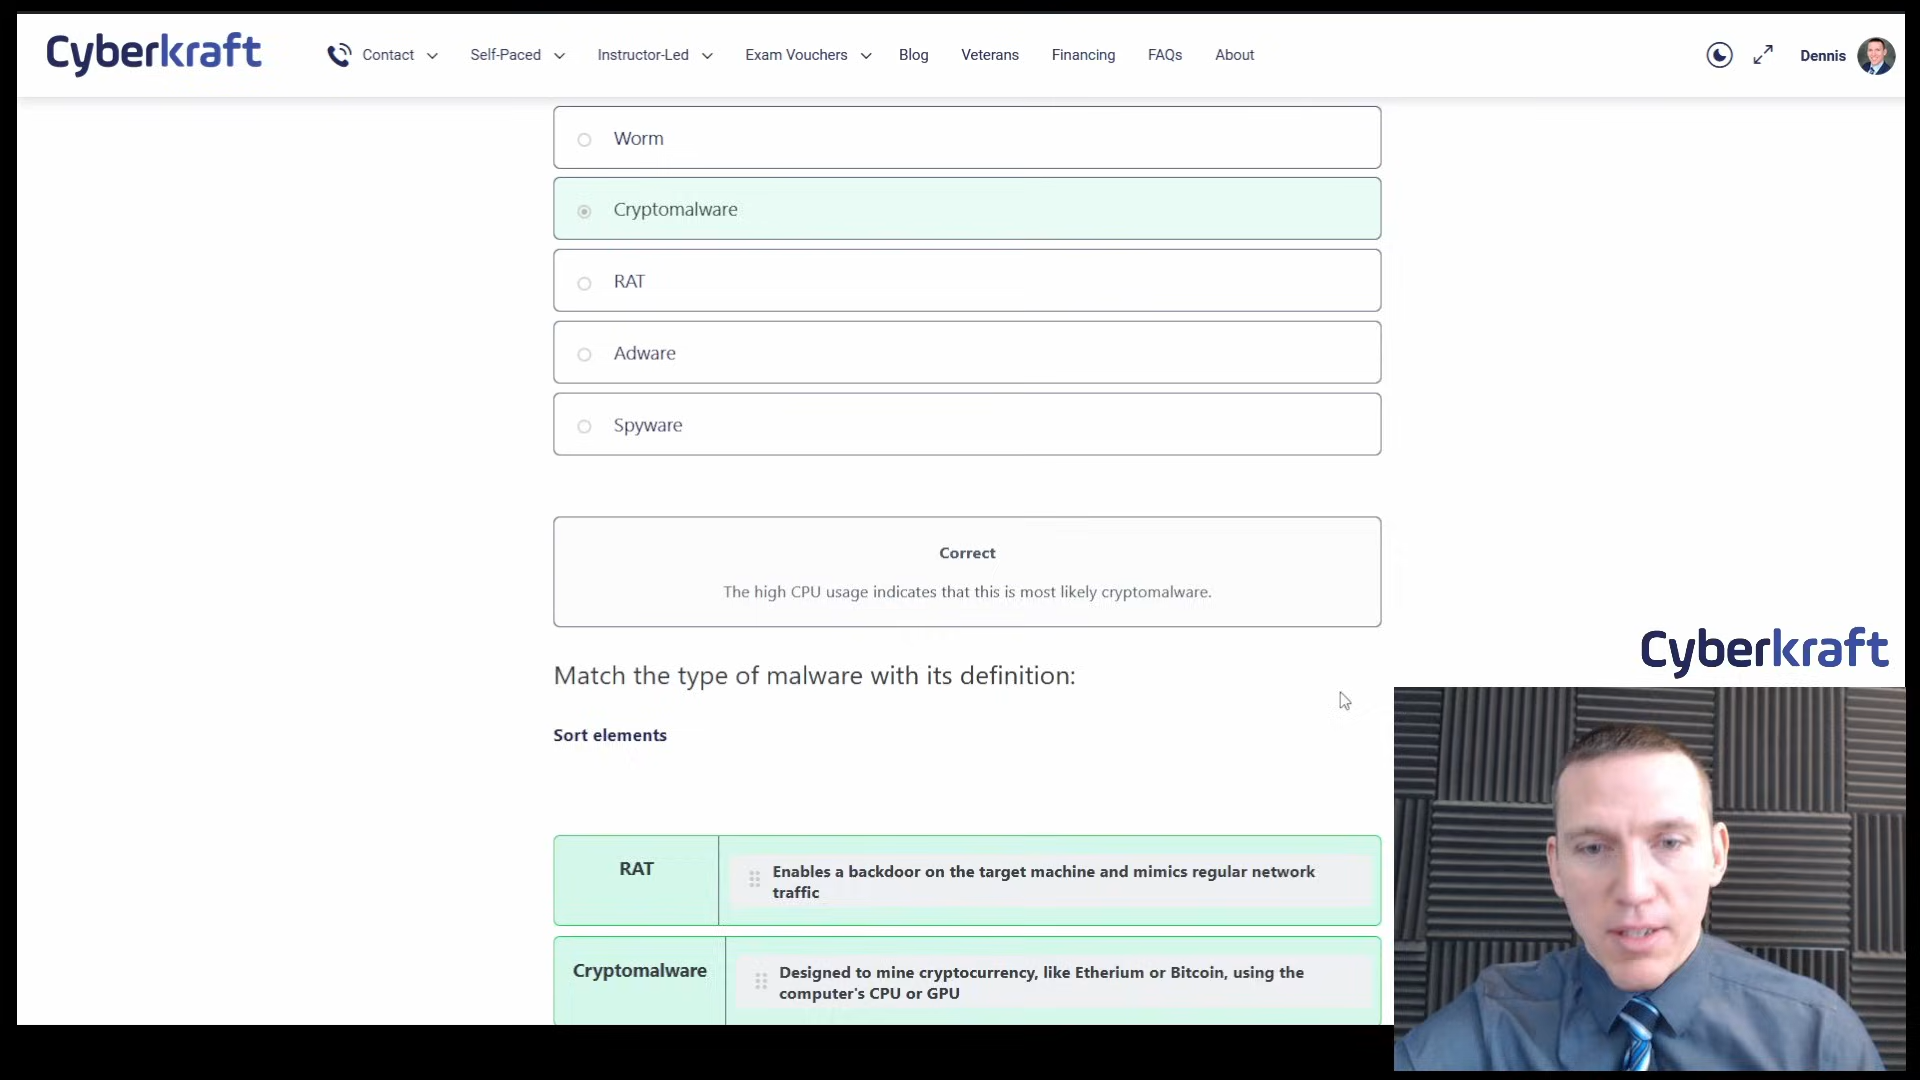 Cyberkraft
Contact
Self-Paced
Instructor-Led
Exam Vouchers
Blog
Veterans
Financing
FAQs
About
Dennis
Worm
Cryptomalware
RAT
Adware
Spyware
Correct
The high CPU usage indicates that this is most likely cryptomalware.
Cyberkraft
Match the type of malware with its definition:
Sort elements
RAT
Enables a backdoor on the target machine and mimics regular network
traffic
Cryptomalware
Designed to mine cryptocurrency, like Etherium or Bitcoin, using the
computer's CPU or GPU